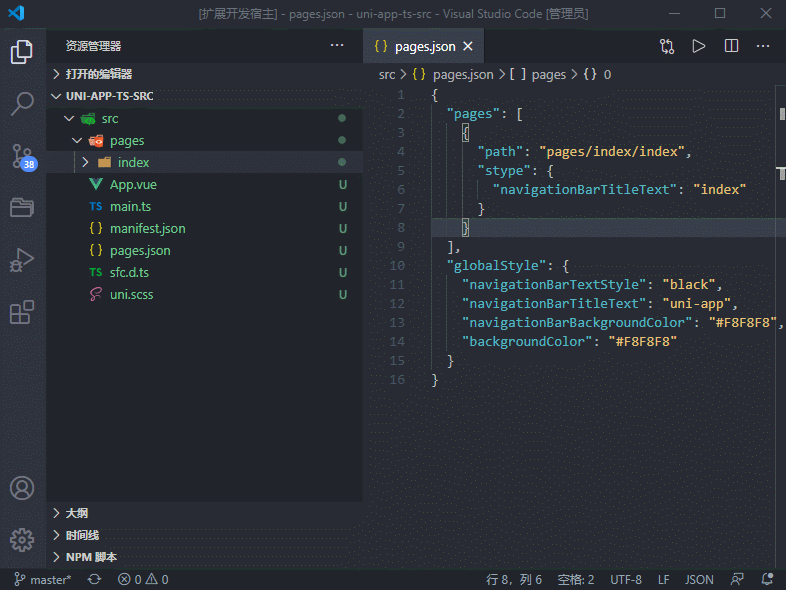 [扩展开发宿主] - pages.json - uni-app-ts-src - Visual Studio Code [管理员]
资源管理器
打开的编辑器
UNI-APP-TS-SRC
src
pages
index
App.vue U
TS main.ts U
{ } manifest.json U
{ } pages.json U
TS sfc.d.ts U
uni.scss U
大纲
时间线
NPM 脚本
38
{ } pages.json
src > { } pages.json > [ ] pages > { } 0
1 {
2 "pages": [
3 {
4 "path": "pages/index/index",
5 "stype": {
6 "navigationBarTitleText": "index"
7 }
8 }
9 ],
10 "globalStyle": {
11 "navigationBarTextStyle": "black",
12 "navigationBarTitleText": "uni-app",
13 "navigationBarBackgroundColor": "#F8F8F8",
14 "backgroundColor": "#F8F8F8"
15 }
16 }
master* 0 0 行 8，列 6 空格: 2 UTF-8 LF JSON